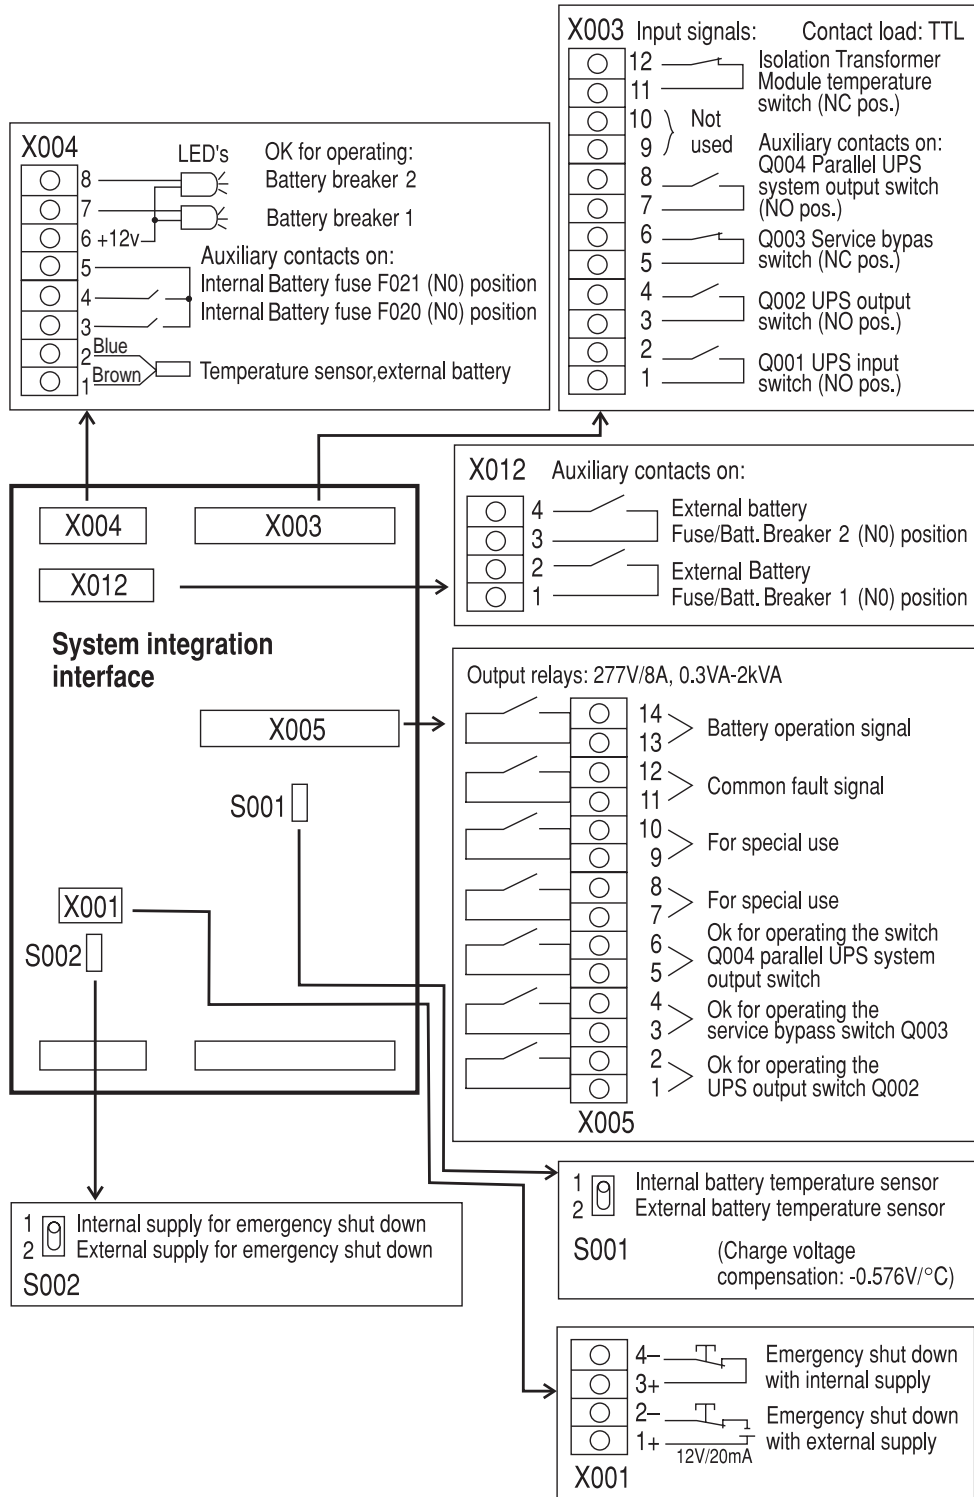 X003 Input signals: Contact load: TTL
12 Isolation Transformer
11 Module temperature
switch (NC pos.)
10 Not
9 used
Auxiliary contacts on:
8 Q004 Parallel UPS
system output switch
7 (NO pos.)
6 Q003 Service bypas
5 switch (NC pos.)
4 Q002 UPS output
3 switch (NO pos.)
2 Q001 UPS input
1 switch (NO pos.)
X004
LED's OK for operating:
8 Battery breaker 2
7 Battery breaker 1
6 +12v
Auxiliary contacts on:
5 Internal Battery fuse F021 (N0) position
4 Internal Battery fuse F020 (N0) position
3
2 Blue
1 Brown Temperature sensor,external battery
X004 X003
X012
System integration
interface
X005
S001
X001
S002
X012 Auxiliary contacts on:
4 External battery
3 Fuse/Batt. Breaker 2 (N0) position
2 External Battery
1 Fuse/Batt. Breaker 1 (N0) position
Output relays: 277V/8A, 0.3VA-2kVA
14
13 Battery operation signal
12
11 Common fault signal
10
9 For special use
8
7 For special use
6 Ok for operating the switch
Q004 parallel UPS system
5 output switch
4 Ok for operating the
3 service bypass switch Q003
2 Ok for operating the
1 UPS output switch Q002
X005
1 Internal battery temperature sensor
2 External battery temperature sensor
S001 (Charge voltage
compensation: -0.576V/°C)
1 Internal supply for emergency shut down
2 External supply for emergency shut down
S002
4– Emergency shut down
3+ with internal supply
2– Emergency shut down
1+ with external supply
12V/20mA
X001